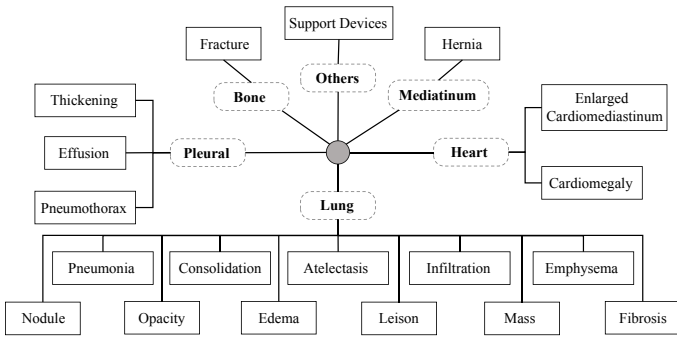 Support Devices
Fracture
Hernia
Others
Bone
Mediatinum
Thickening
Enlarged
Cardiomediastinum
Effusion
Pleural
Heart
Cardiomegaly
Pneumothorax
Lung
Pneumonia
Consolidation
Atelectasis
Infiltration
Emphysema
Nodule
Opacity
Edema
Leison
Mass
Fibrosis